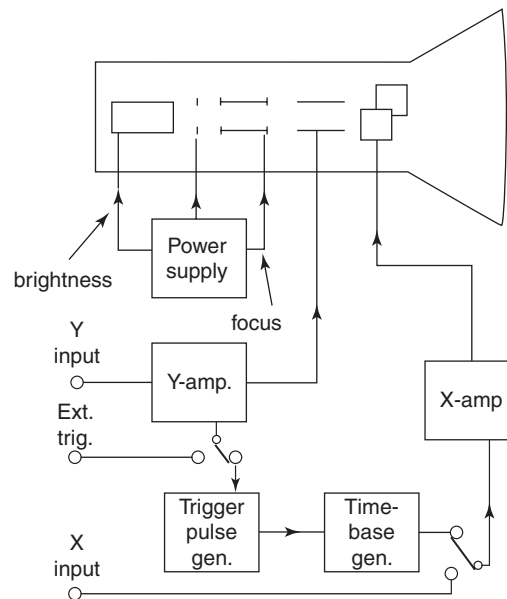 Power
supply
brightness
focus
Y
input
Y-amp.
X-amp
Ext.
trig.
Trigger
pulse
gen.
Time-
base
gen.
X
input